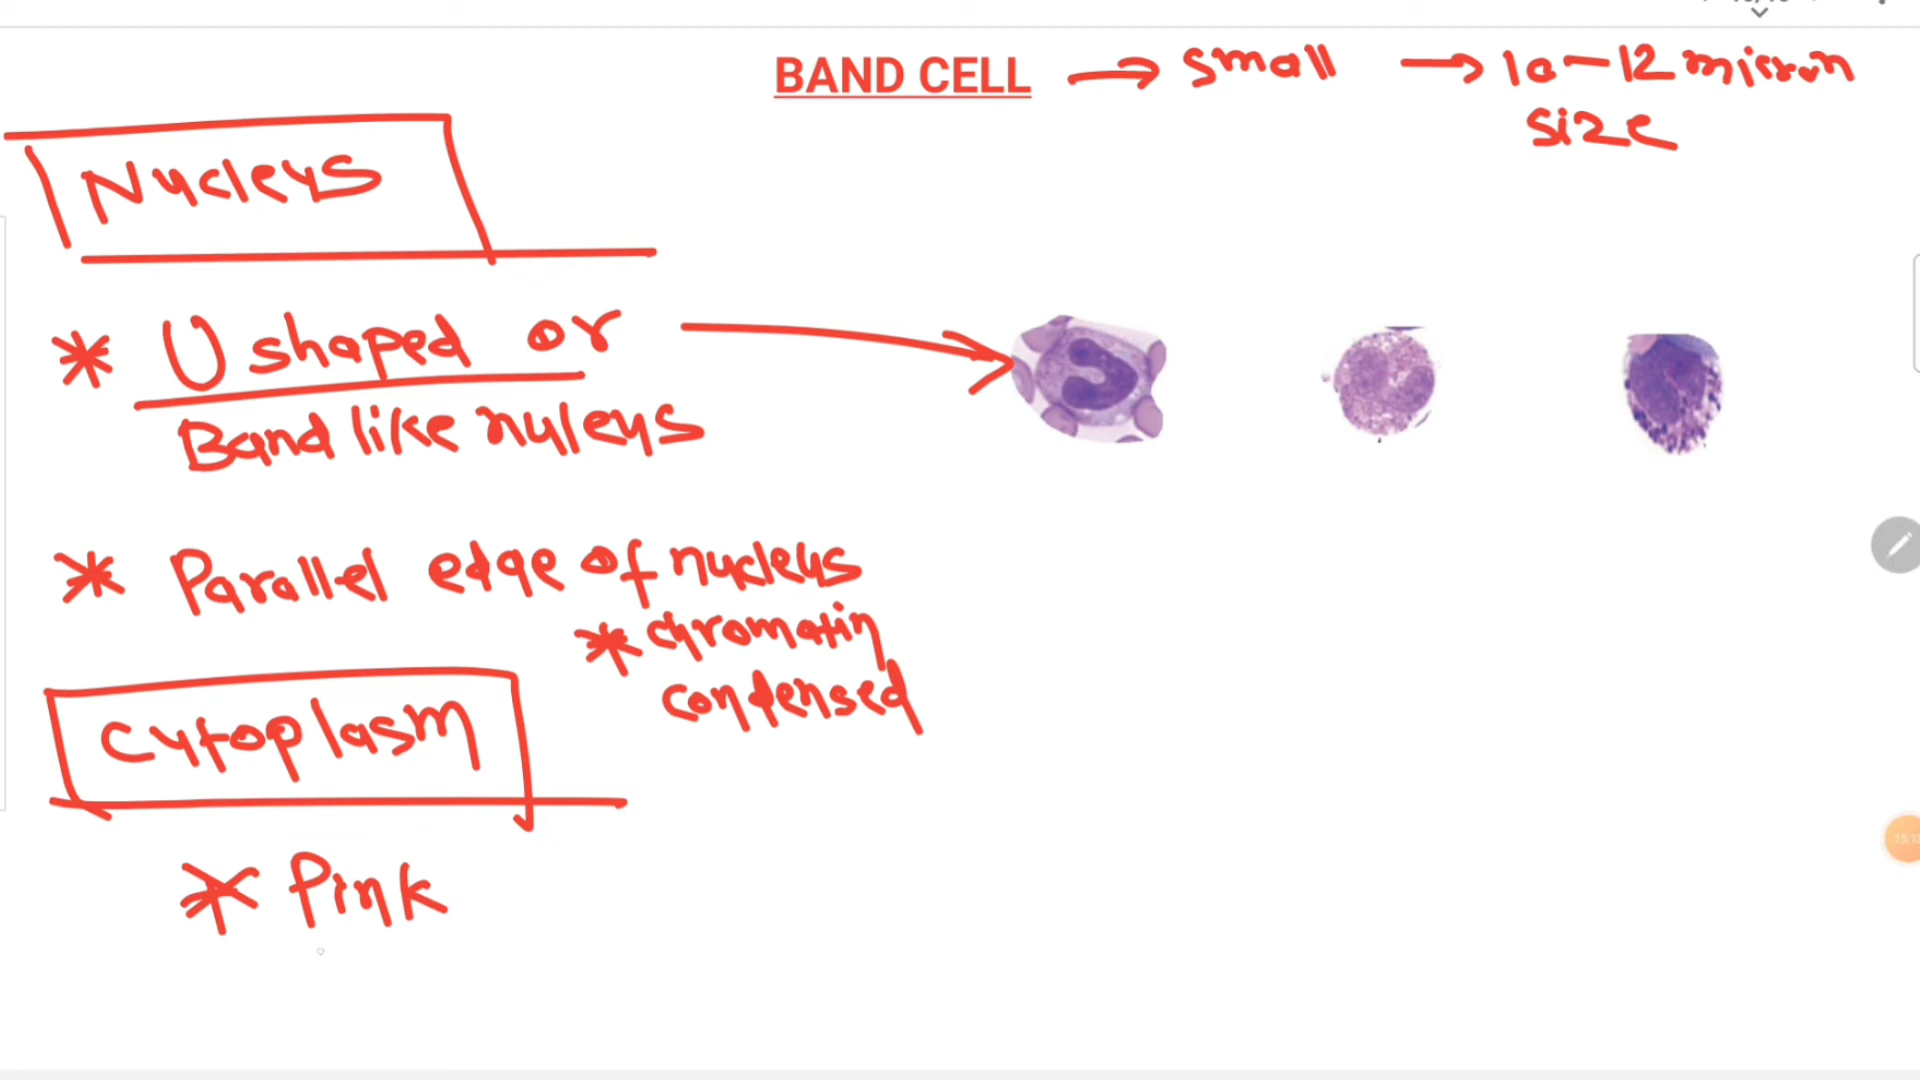 BAND CELL → small → 10-12 micron
size
Nucleus
* U shaped or
Band like nuleus
* Parallel edge of nucleus
* chromatin
condensed
Cytoplasm
* Pink